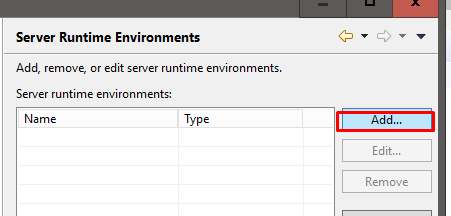 Server Runtime Environments
Add, remove, or edit server runtime environments.
Server runtime environments:
Name Type
Add...
Edit...
Remove